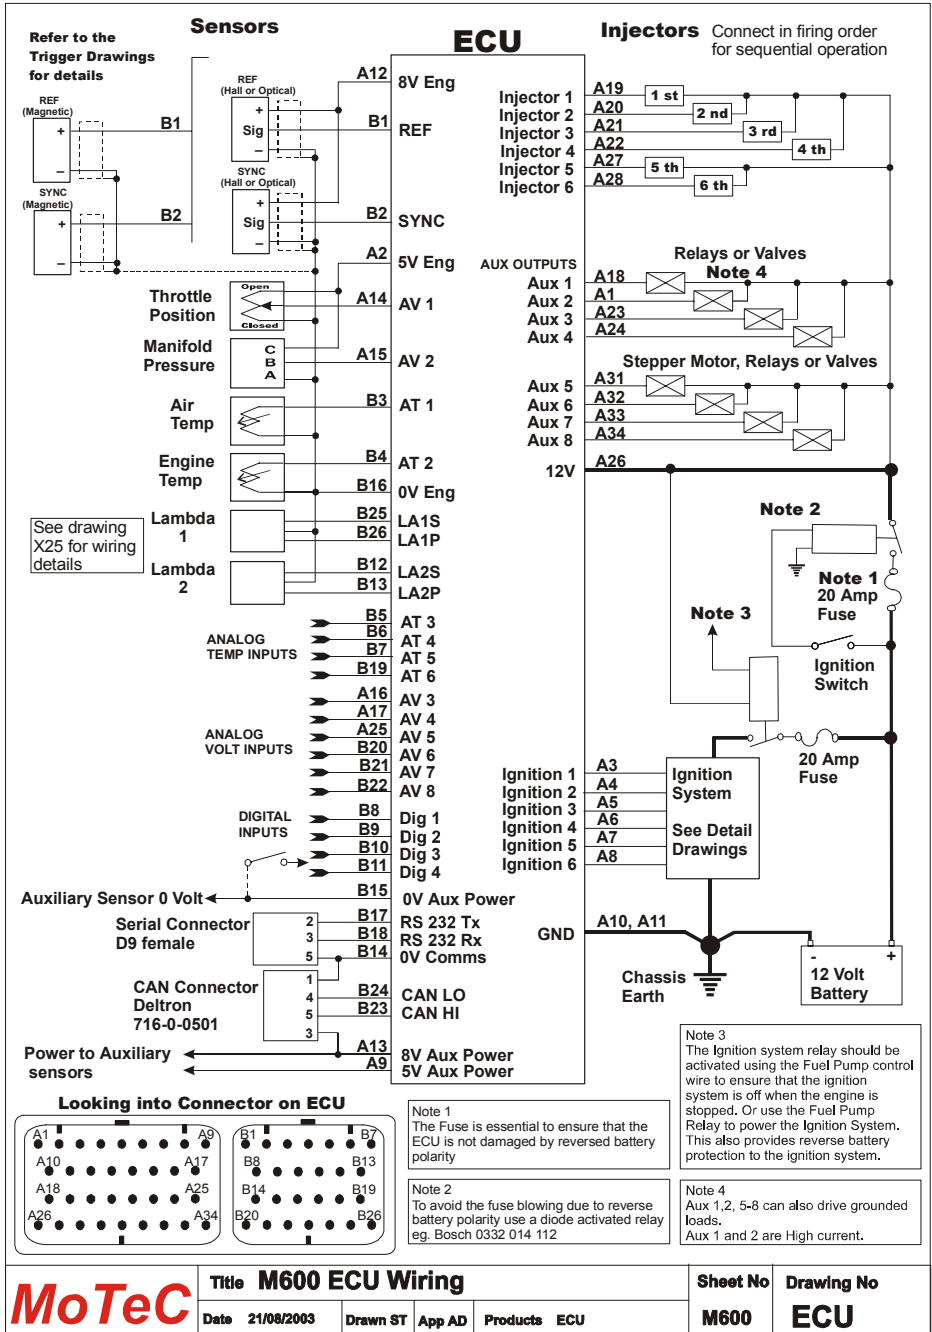 Sensors
ECU
Injectors Connect in firing order
for sequential operation
Refer to the
Trigger Drawings
for details
REF
(Magnetic)
+
−
B1
SYNC
(Magnetic)
+
−
B2
REF
(Hall or Optical)
+
Sig
−
SYNC
(Hall or Optical)
+
Sig
−
A12 8V Eng
B1 REF
B2 SYNC
A2 5V Eng
Throttle
Position
Open
Closed
A14 AV 1
Manifold
Pressure
C
B
A
A15 AV 2
Air
Temp
B3 AT 1
Engine
Temp
B4 AT 2
B16 0V Eng
See drawing
X25 for wiring
details
Lambda
1
B25 LA1S
B26 LA1P
Lambda
2
B12 LA2S
B13 LA2P
ANALOG
TEMP INPUTS
B5 AT 3
B6 AT 4
B7 AT 5
B19 AT 6
ANALOG
VOLT INPUTS
A16 AV 3
A17 AV 4
A25 AV 5
B20 AV 6
B21 AV 7
B22 AV 8
DIGITAL
INPUTS
B8 Dig 1
B9 Dig 2
B10 Dig 3
B11 Dig 4
Auxiliary Sensor 0 Volt
B15 0V Aux Power
Serial Connector
D9 female
2
3
5
B17 RS 232 Tx
B18 RS 232 Rx
B14 0V Comms
CAN Connector
Deltron
716-0-0501
1
4
5
3
B24 CAN LO
B23 CAN HI
Power to Auxiliary
sensors
A13 8V Aux Power
A9 5V Aux Power
Injector 1 A19 1 st
Injector 2 A20 2 nd
Injector 3 A21 3 rd
Injector 4 A22 4 th
Injector 5 A27 5 th
Injector 6 A28 6 th
AUX OUTPUTS
Relays or Valves
Note 4
Aux 1 A18
Aux 2 A1
Aux 3 A23
Aux 4 A24
Stepper Motor, Relays or Valves
Aux 5 A31
Aux 6 A32
Aux 7 A33
Aux 8 A34
12V A26
Note 2
Note 1
20 Amp
Fuse
Note 3
Ignition
Switch
20 Amp
Fuse
Ignition 1 A3
Ignition 2 A4
Ignition 3 A5
Ignition 4 A6
Ignition 5 A7
Ignition 6 A8
Ignition
System
See Detail
Drawings
GND A10, A11
Chassis
Earth
- +
12 Volt
Battery
Looking into Connector on ECU
A1 A9 B1 B7
A10 A17 B8 B13
A18 A25 B14 B19
A26 A34 B20 B26
Note 1
The Fuse is essential to ensure that the
ECU is not damaged by reversed battery
polarity
Note 2
To avoid the fuse blowing due to reverse
battery polarity use a diode activated relay
eg. Bosch 0332 014 112
Note 3
The Ignition system relay should be
activated using the Fuel Pump control
wire to ensure that the ignition
system is off when the engine is
stopped. Or use the Fuel Pump
Relay to power the Ignition System.
This also provides reverse battery
protection to the ignition system.
Note 4
Aux 1,2, 5-8 can also drive grounded
loads.
Aux 1 and 2 are High current.
MoTeC
Title M600 ECU Wiring
Date 21/08/2003 Drawn ST App AD Products ECU
Sheet No
M600
Drawing No
ECU